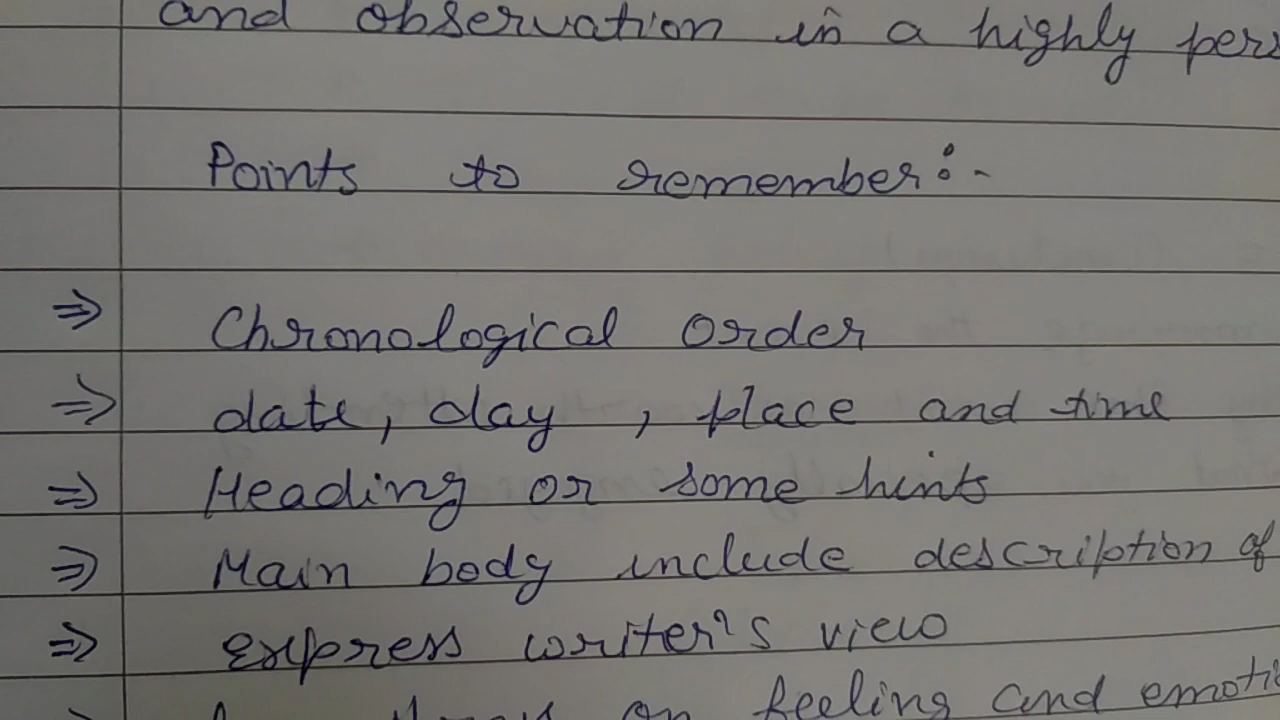 and observation in a highly pers
Points to remember:-
⇒ Chronological Order
⇒ date, day , place and time
⇒ Heading or some hints
⇒ Main body include description of
⇒ express writer's view
on feeling and emoti